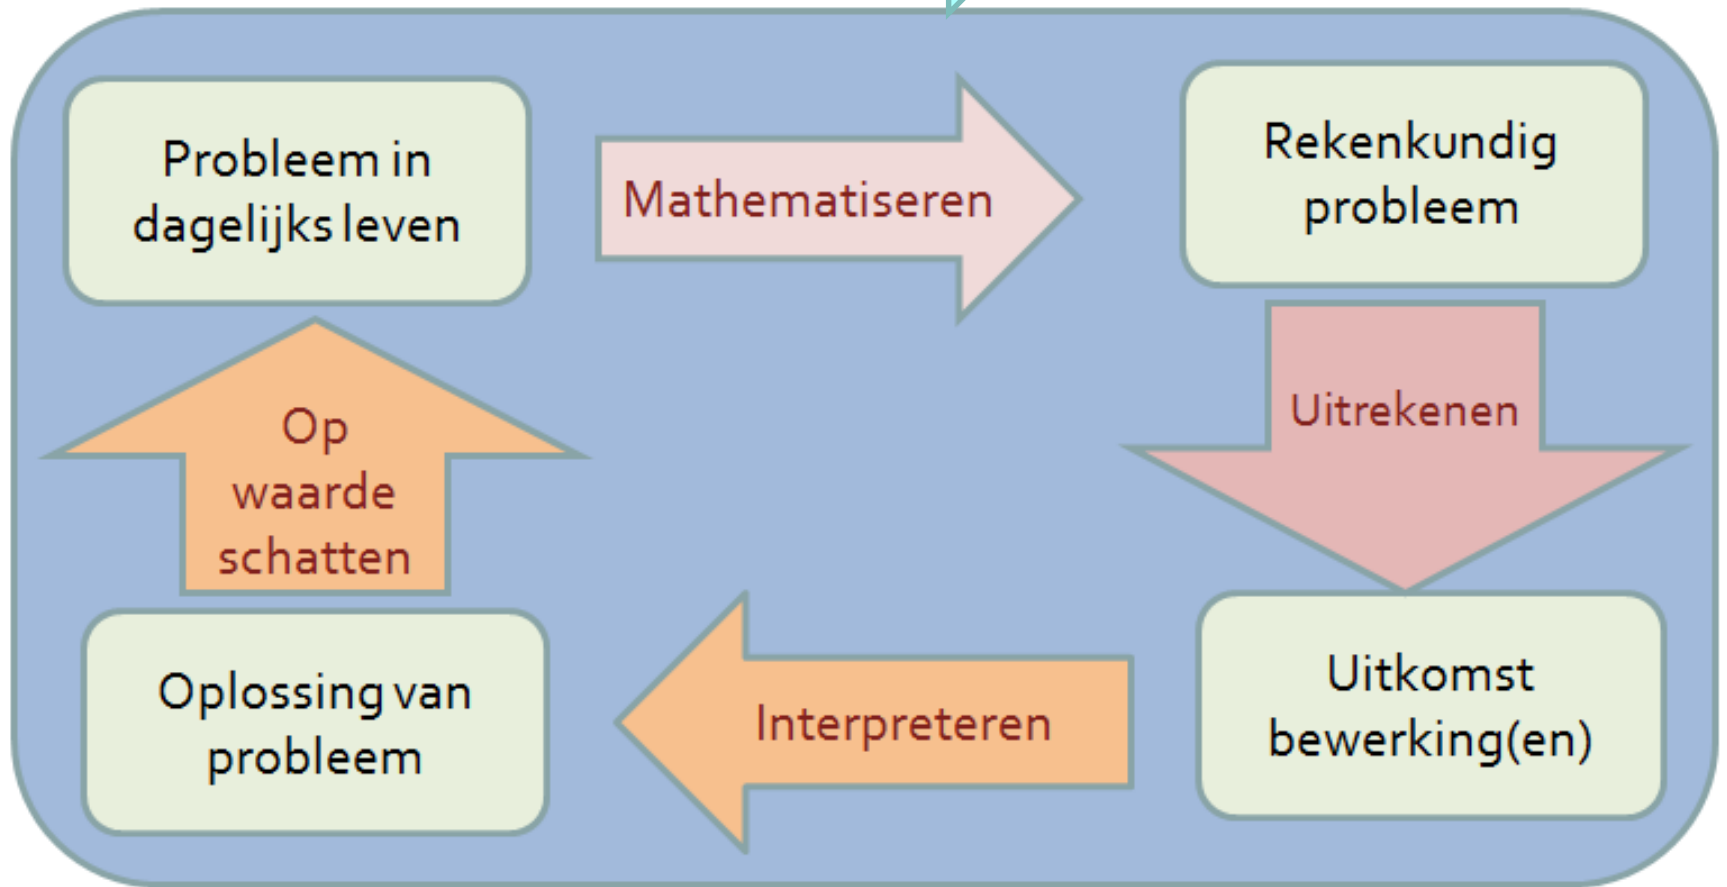 Probleem in
dagelijks leven
Mathematiseren
Rekenkundig
probleem
Uitrekenen
Uitkomst
bewerking(en)
Interpreteren
Oplossing van
probleem
Op
waarde
schatten